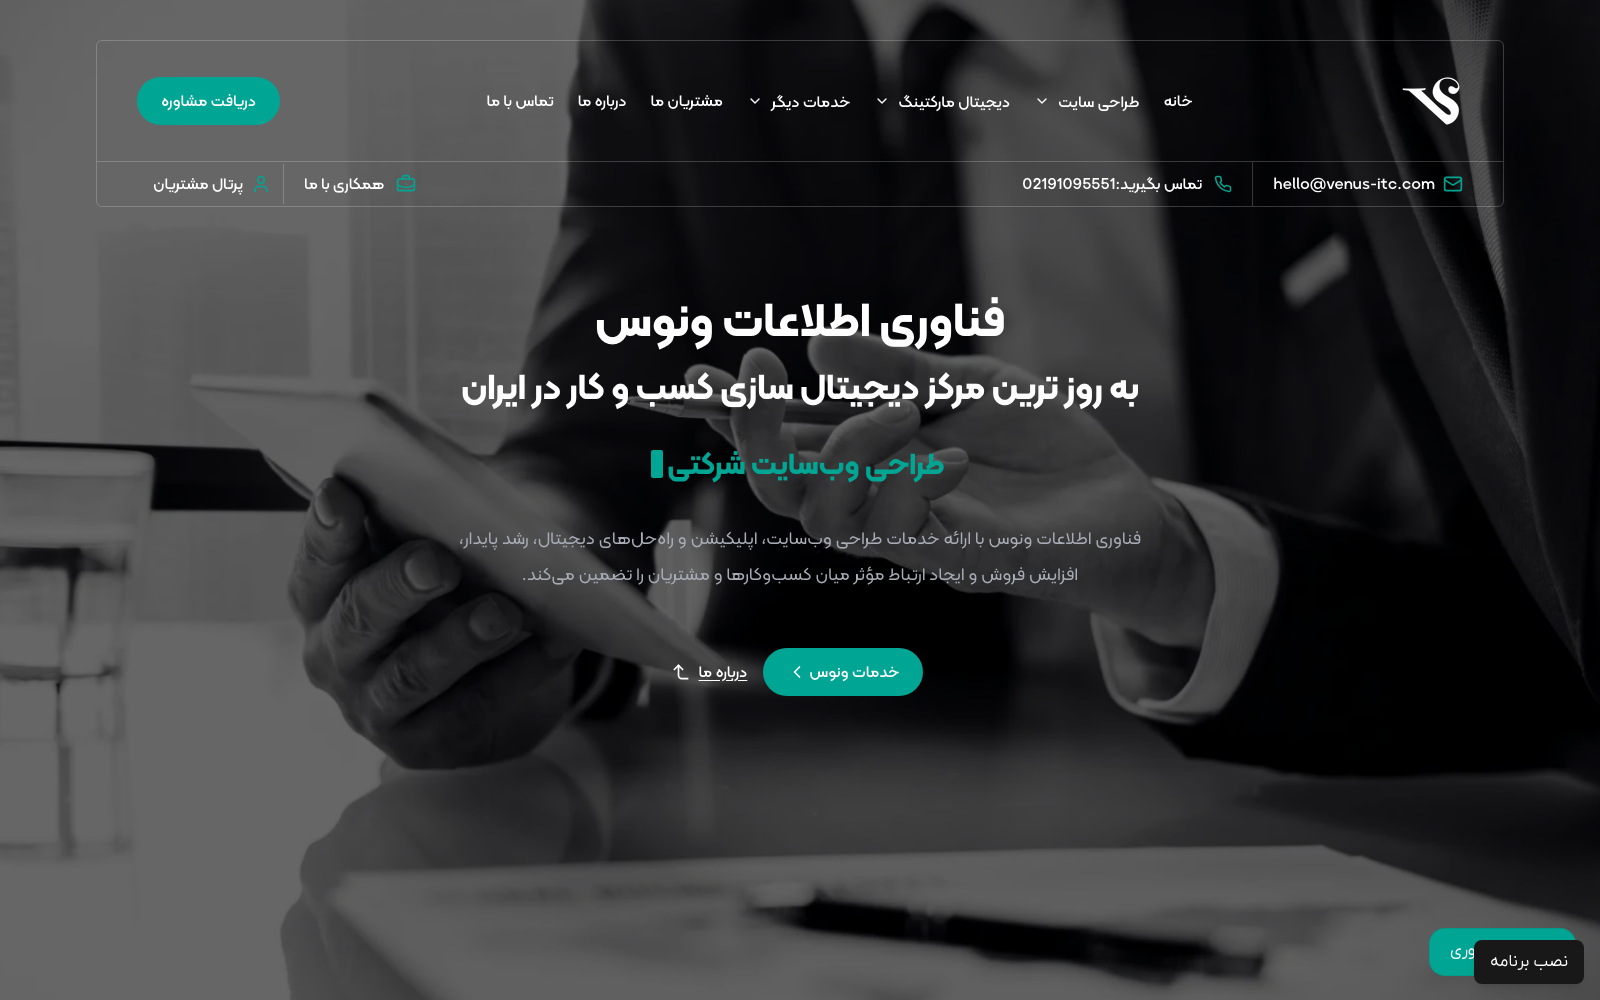 خانه
طراحی سایت
دیجیتال مارکتینگ
خدمات دیگر
مشتریان ما
درباره ما
تماس با ما
دریافت مشاوره
hello@venus-itc.com
تماس بگیرید:02191095551
همکاری با ما
پرتال مشتریان
فناوری اطلاعات ونوس
به روز ترین مرکز دیجیتال سازی کسب و کار در ایران
طراحی وب‌سایت شرکتی
فناوری اطلاعات ونوس با ارائه خدمات طراحی وب‌سایت، اپلیکیشن و راه‌حل‌های دیجیتال، رشد پایدار،
افزایش فروش و ایجاد ارتباط مؤثر میان کسب‌وکارها و مشتریان را تضمین می‌کند.
خدمات ونوس
درباره ما
نصب برنامه